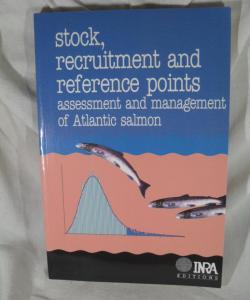 stock,
recruitment and
reference points
assessment and management
of Atlantic salmon
INRA
EDITIONS